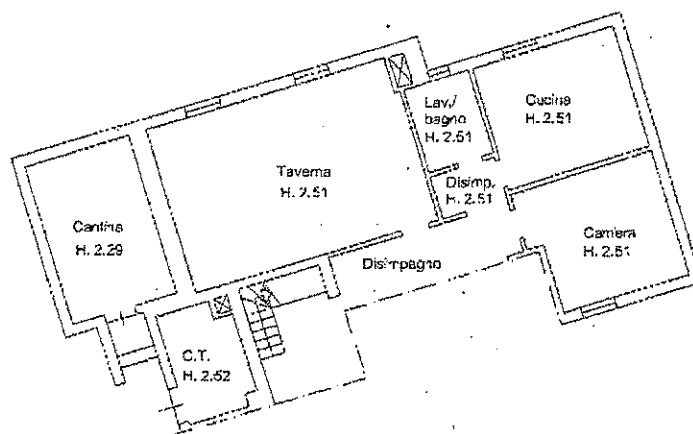 Lav./
bagno
H. 2.51
Cucina
H. 2.51
Taverna
H. 2.51
Disimp.
H. 2.51
Cantina
H. 2.29
Camera
H. 2.51
Disimpagno
C.T.
H. 2.52